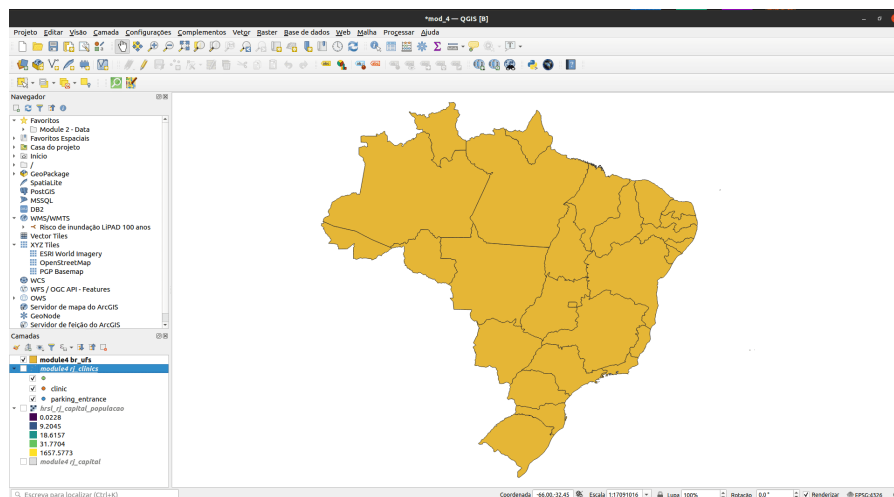 *mod_4 — QGIS [B]
Projeto Editar Visão Camada Configurações Complementos Vetor Raster Base de dados Web Malha Processar Ajuda
Navegador
Favoritos
Module 2 - Data
Favoritos Espaciais
Casa do projeto
Início
/
GeoPackage
SpatiaLite
PostGIS
MSSQL
DB2
WMS/WMTS
Risco de inundação LiPAD 100 anos
Vector Tiles
XYZ Tiles
ESRI World Imagery
OpenStreetMap
PGP Basemap
WCS
WFS / OGC API - Features
OWS
Servidor de mapa do ArcGIS
GeoNode
Servidor de feição do ArcGIS
Camadas
module4 br_ufs
module4 rj_clinics
clinic
parking_entrance
hrsl_rj_capital_populacao
0.0228
9.2045
18.6157
31.7704
1657.5773
module4 rj_capital
Escreva para localizar (Ctrl+K)
Coordenada -66.00,-32.45 Escala 1:17091016 Lupa 100% Rotação 0,0° Renderizar EPSG:4326